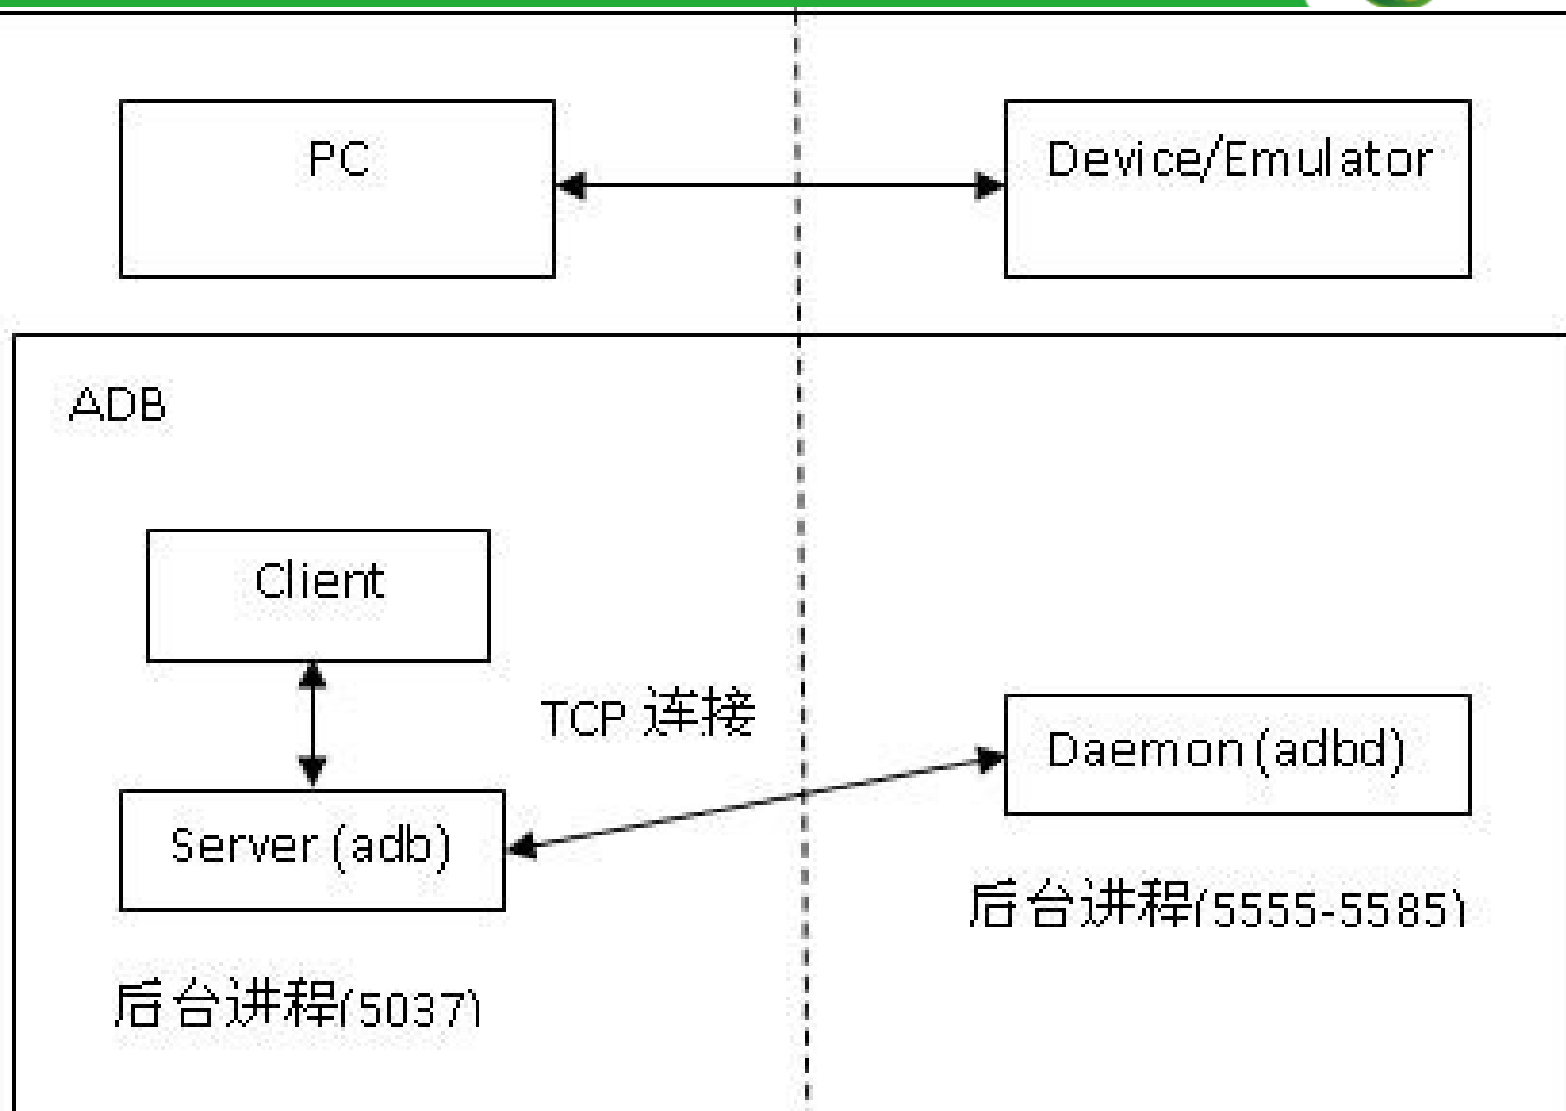 PC
Device/Emulator
ADB
Client
TCP 连接
Daemon (adbd)
Server (adb)
后台进程(5555-5585)
后台进程(5037)